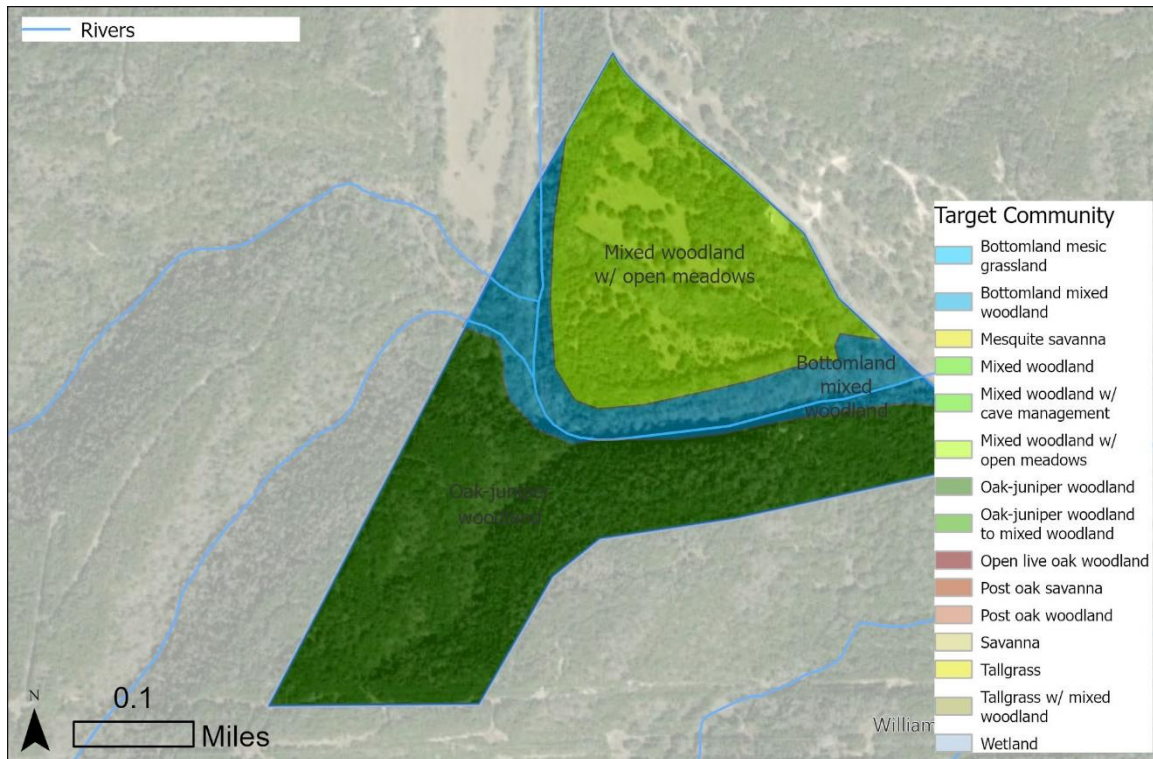 Rivers
Mixed woodland
w/ open meadows
Bottomland
mixed
woodland
Oak-juniper
woodland
Target Community
Bottomland mesic
grassland
Bottomland mixed
woodland
Mesquite savanna
Mixed woodland
Mixed woodland w/
cave management
Mixed woodland w/
open meadows
Oak-juniper woodland
Oak-juniper woodland
to mixed woodland
Open live oak woodland
Post oak savanna
Post oak woodland
Savanna
Tallgrass
Tallgrass w/ mixed
woodland
Wetland
N
0.1
Miles
William